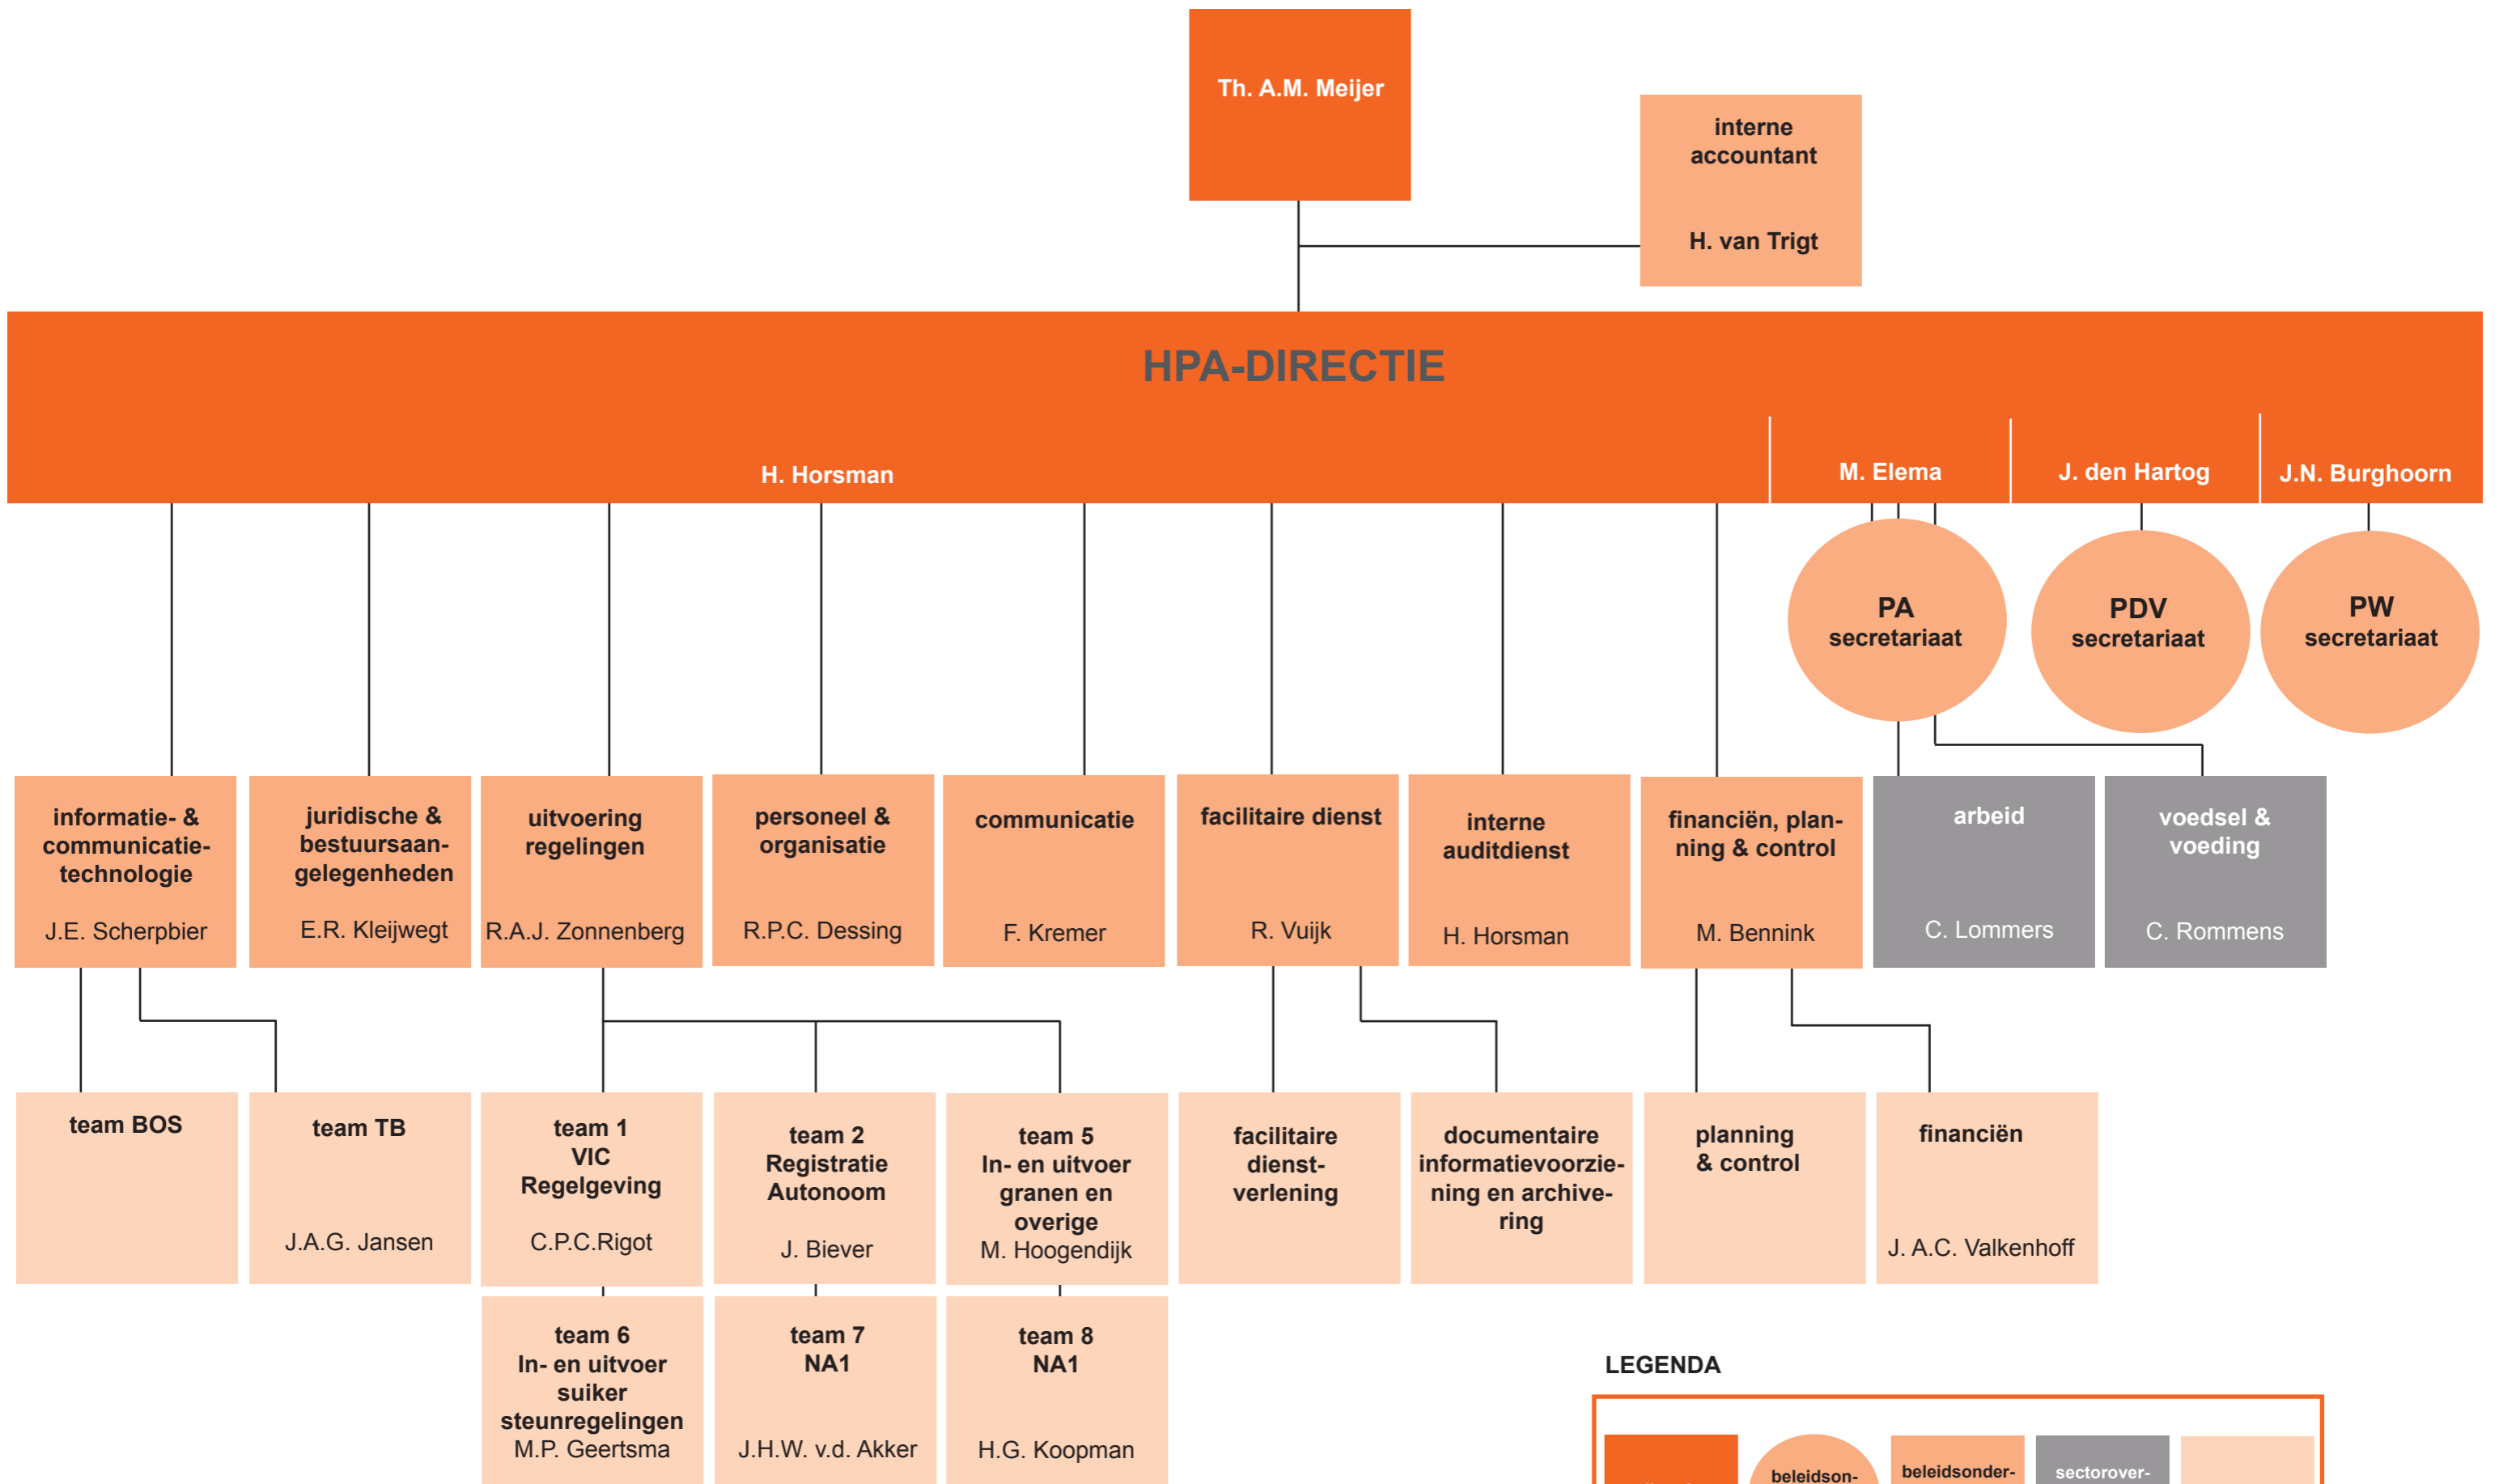 Th. A.M. Meijer
interne
accountant
H. van Trigt
HPA-DIRECTIE
H. Horsman
M. Elema
J. den Hartog
J.N. Burghoorn
PA
secretariaat
PDV
secretariaat
PW
secretariaat
informatie- &
communicatie-
technologie
J.E. Scherpbier
juridische &
bestuursaan-
gelegenheden
E.R. Kleijwegt
uitvoering
regelingen
R.A.J. Zonnenberg
personeel &
organisatie
R.P.C. Dessing
communicatie
F. Kremer
facilitaire dienst
R. Vuijk
interne
auditdienst
H. Horsman
financiën, plan-
ning & control
M. Bennink
arbeid
C. Lommers
voedsel &
voeding
C. Rommens
team BOS
team TB
J.A.G. Jansen
team 1
VIC
Regelgeving
C.P.C.Rigot
team 2
Registratie
Autonoom
J. Biever
team 5
In- en uitvoer
granen en
overige
M. Hoogendijk
facilitaire
dienst-
verlening
documentaire
informatievoorzie-
ning en archive-
ring
planning
& control
financiën
J. A.C. Valkenhoff
team 6
In- en uitvoer
suiker
steunregelingen
M.P. Geertsma
team 7
NA1
J.H.W. v.d. Akker
team 8
NA1
H.G. Koopman
LEGENDA
beleidson-
beleidsonder-
sectorover-